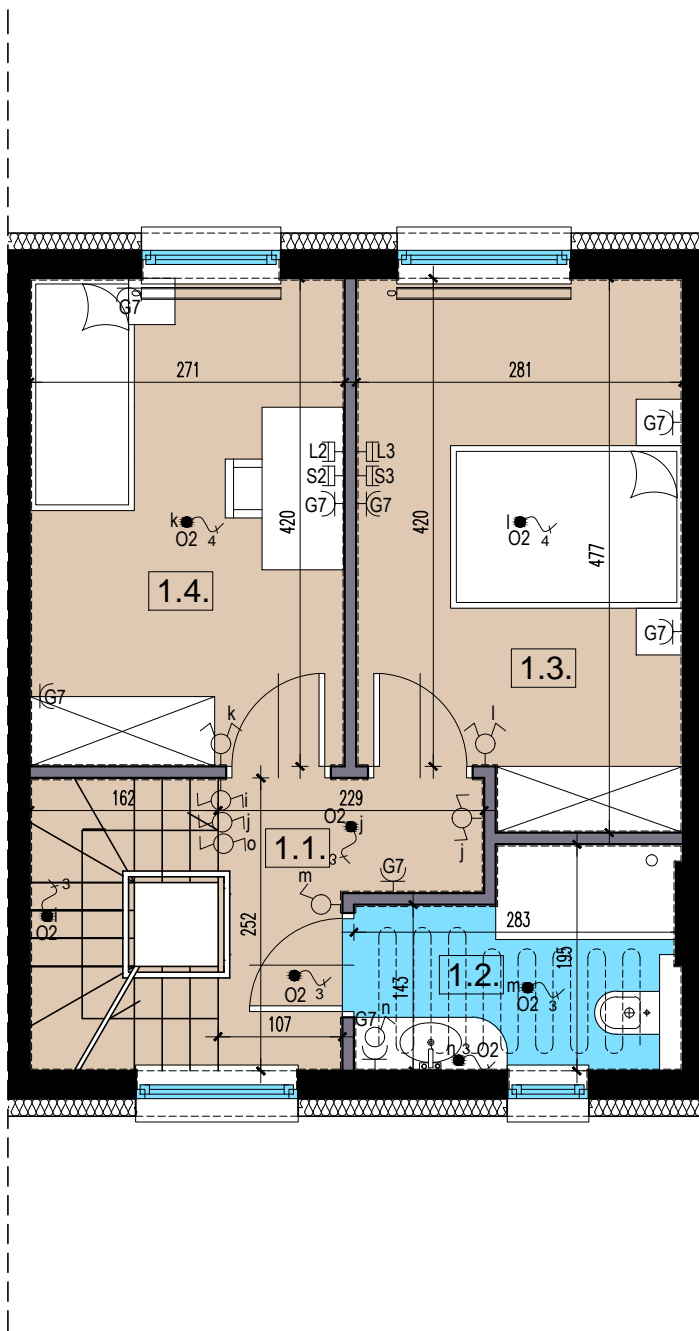 G7
271
281
G7
L2 L3
S2 S3
G7 G7
k
O2 4
420
420
l
O2 4
477
1.4.
G7
1.3.
G7
k
l
162
229
i
j
o
O2 j
3
1.1.
j
m
G7
3
O2
252
283
195
1.2.
143
m
O2 3
O2 3
107
G7 n
n 3 O2